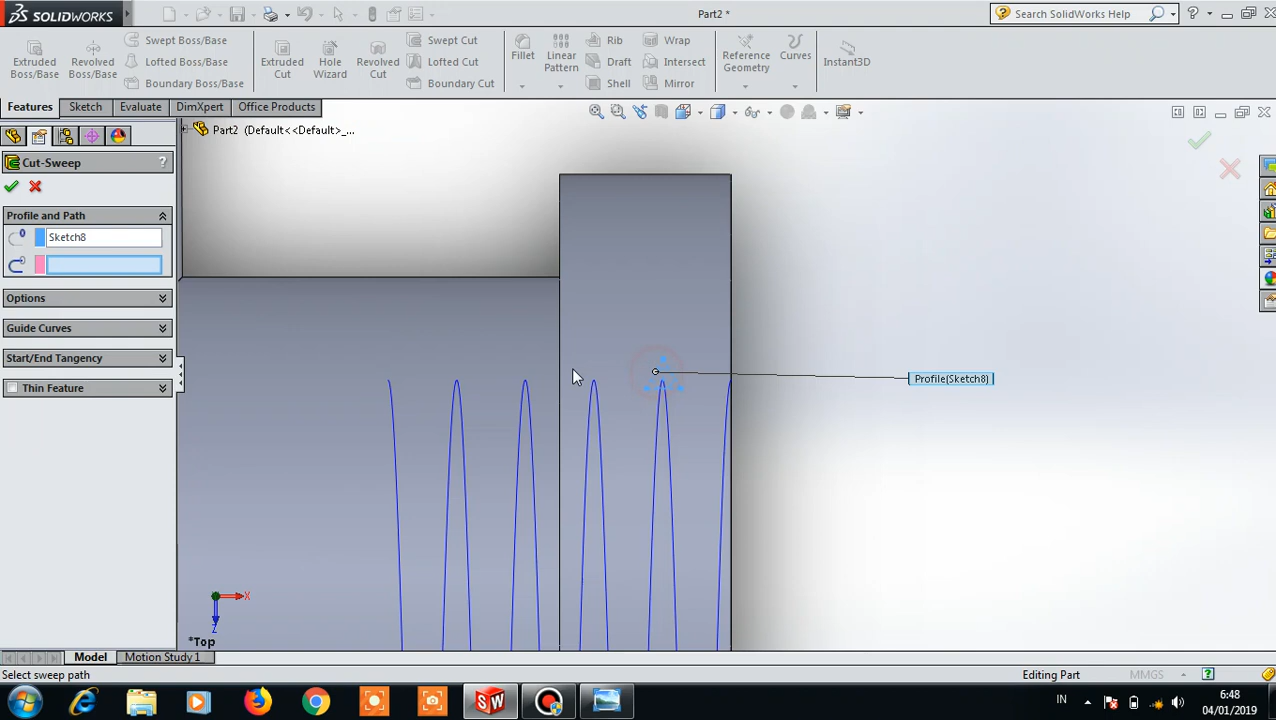 SOLIDWORKS
Part2 *
Search SolidWorks Help
?
Extruded Boss/Base
Revolved Boss/Base
Swept Boss/Base
Lofted Boss/Base
Boundary Boss/Base
Extruded Cut
Hole Wizard
Revolved Cut
Swept Cut
Lofted Cut
Boundary Cut
Fillet
Linear Pattern
Rib
Draft
Shell
Wrap
Intersect
Mirror
Reference Geometry
Curves
Instant3D
Features
Sketch
Evaluate
DimXpert
Office Products
Part2 (Default<<Default>_...
Cut-Sweep
?
Profile and Path
Sketch8
Options
Guide Curves
Start/End Tangency
Thin Feature
Profile(Sketch8)
X
Z
*Top
Model
Motion Study 1
Select sweep path
Editing Part
MMGS
?
SW
IN
6:48
04/01/2019